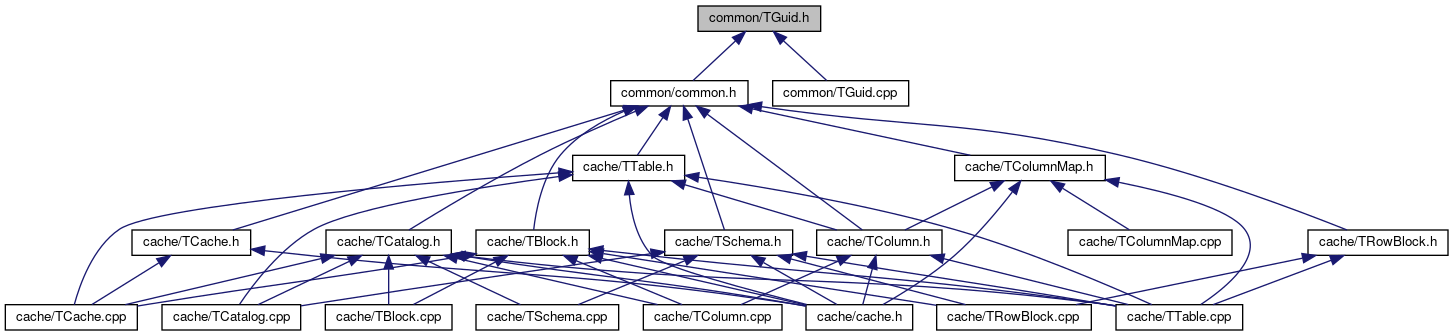 common/TGuid.h
common/common.h
common/TGuid.cpp
cache/TTable.h
cache/TColumnMap.h
cache/TCache.h
cache/TCatalog.h
cache/TBlock.h
cache/TSchema.h
cache/TColumn.h
cache/TColumnMap.cpp
cache/TRowBlock.h
cache/TCache.cpp
cache/TCatalog.cpp
cache/TBlock.cpp
cache/TSchema.cpp
cache/TColumn.cpp
cache/cache.h
cache/TRowBlock.cpp
cache/TTable.cpp